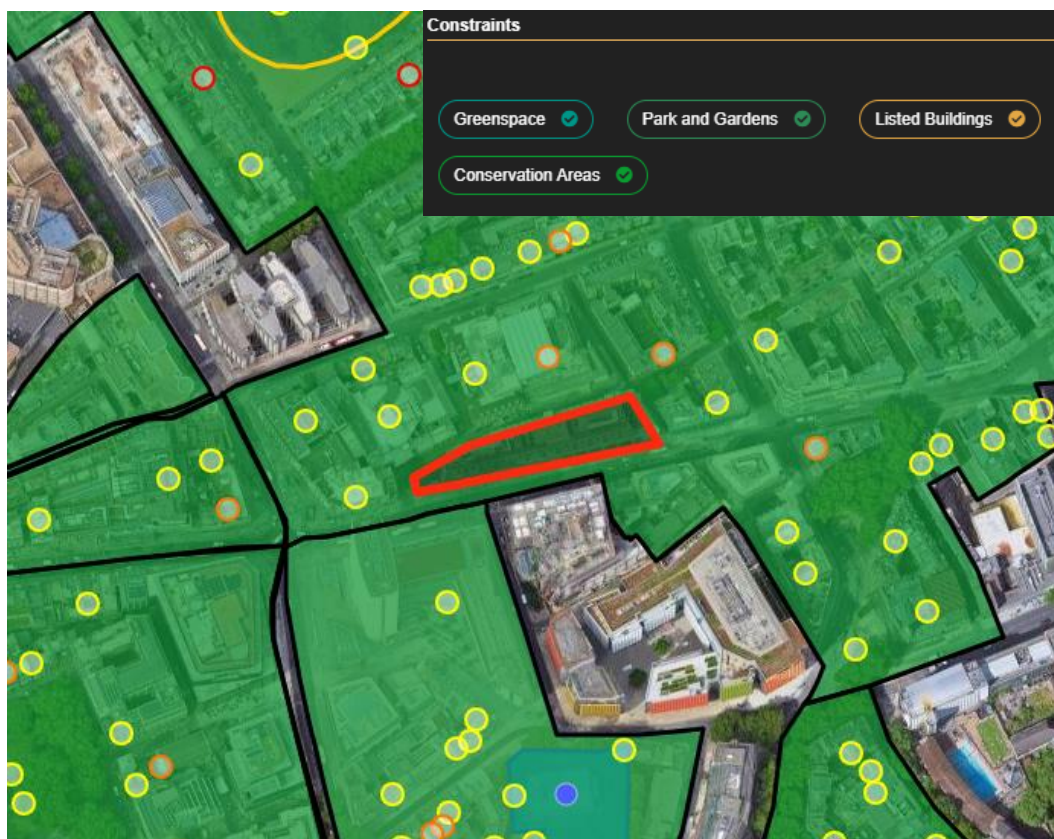 Constraints
Greenspace
Park and Gardens
Listed Buildings
Conservation Areas